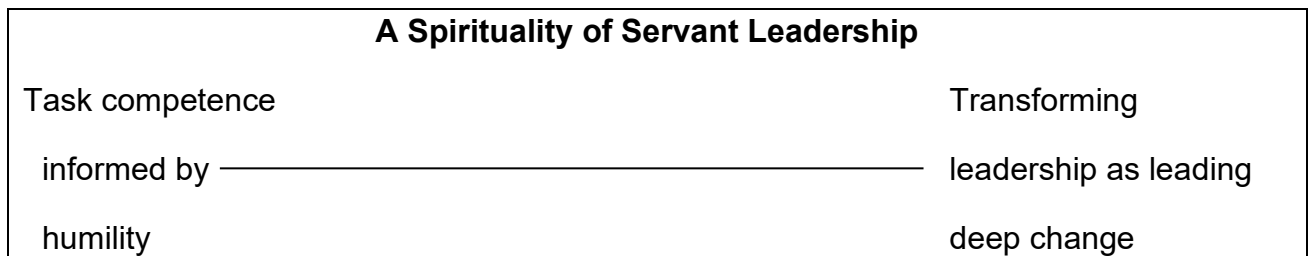 A Spirituality of Servant Leadership
Task competence
informed by
humility
Transforming
leadership as leading
deep change